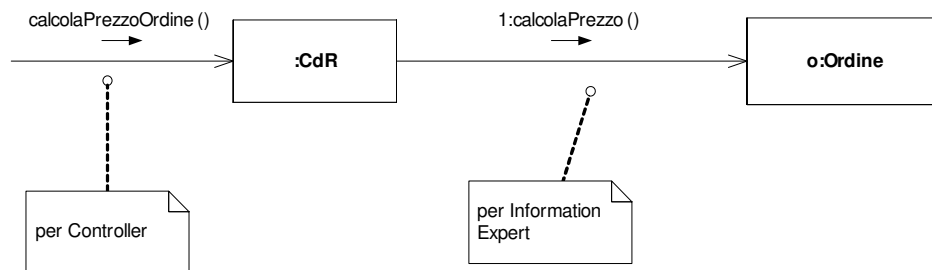 calcolaPrezzoOrdine ()
1:calcolaPrezzo ()
:CdR
o:Ordine
per Controller
per Information
Expert